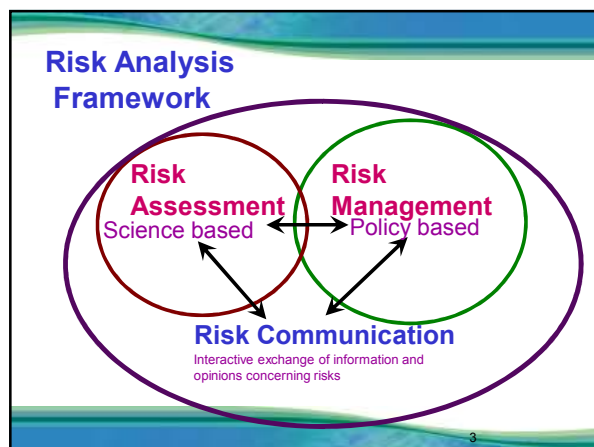 Risk Analysis
Framework
Risk
Assessment
Science based
Risk
Management
Policy based
Risk Communication
Interactive exchange of information and
opinions concerning risks
3